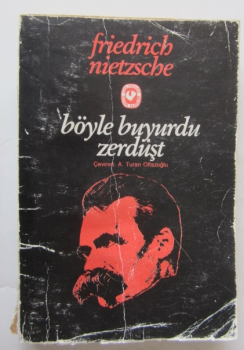 friedrich
nietzsche
böyle buyurdu
zerdüşt
Çeviren: A. Turan Oflazoğlu